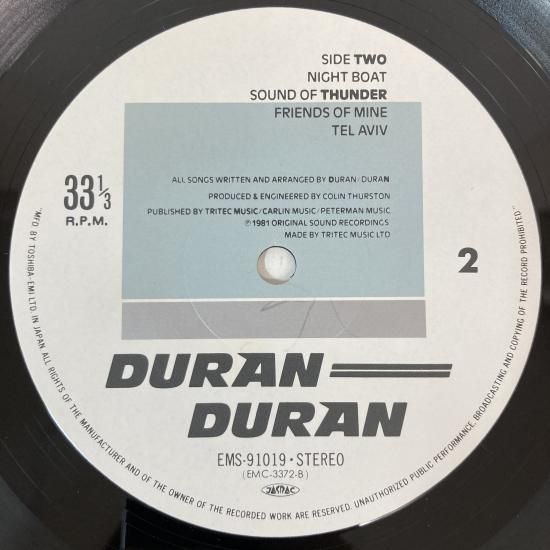 SIDE TWO
NIGHT BOAT
SOUND OF THUNDER
FRIENDS OF MINE
TEL AVIV
ALL SONGS WRITTEN AND ARRANGED BY DURAN/DURAN
PRODUCED & ENGINEERED BY COLIN THURSTON
PUBLISHED BY TRITEC MUSIC/CARLIN MUSIC/PETERMAN MUSIC
℗ 1981 ORIGINAL SOUND RECORDINGS
MADE BY TRITEC MUSIC LTD
33 1/3
R.P.M.
2
DURAN
DURAN
EMS-91019・STEREO
(EMC-3372-B)
JASRAC
"MFD BY TOSHIBA EMI LTD. IN JAPAN ALL RIGHTS OF THE MANUFACTURER AND OF THE OWNER OF THE RECORDED WORK ARE RESERVED. UNAUTHORIZED PUBLIC PERFORMANCE, BROADCASTING AND COPYING OF THE RECORD PROHIBITED."